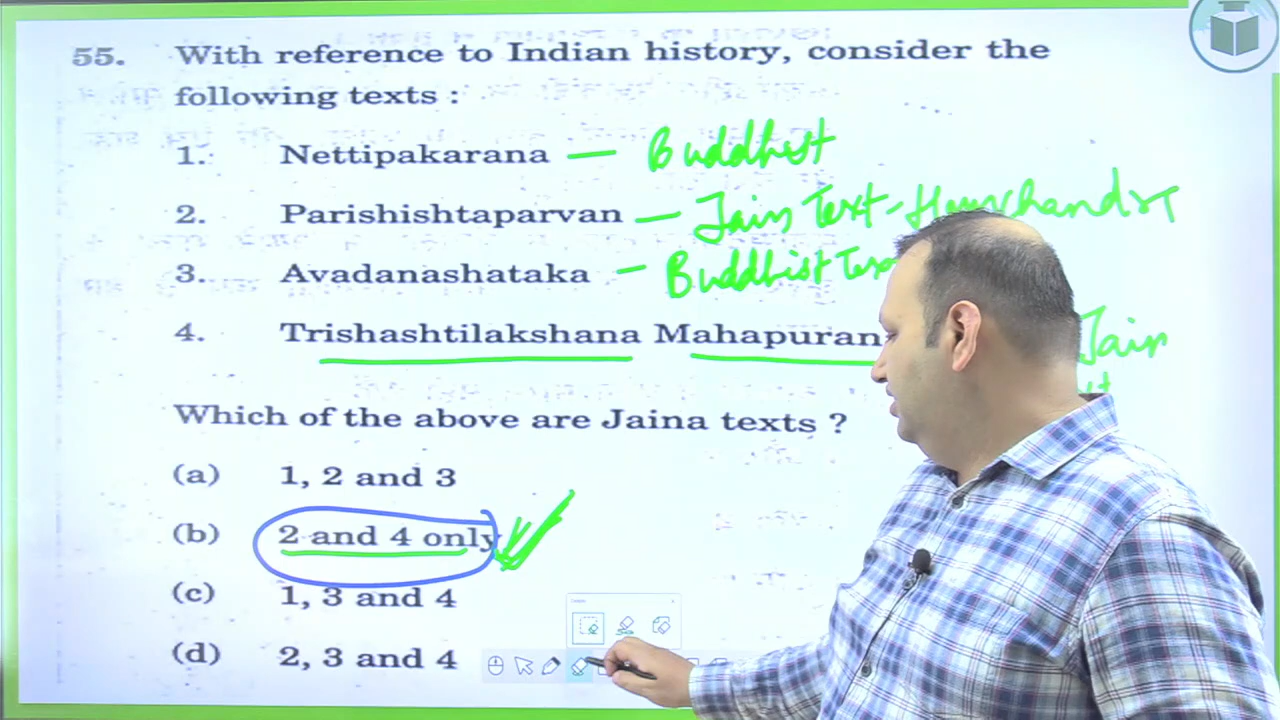 55. With reference to Indian history, consider the
following texts :
1. Nettipakarana — Buddhist
2. Parishishtaparvan — Jain Text-
3. Avadanashataka — Buddhist
4. Trishashtilakshana Mahapuran Jain
Which of the above are Jaina texts ?
(a) 1, 2 and 3
(b) 2 and 4 only
(c) 1, 3 and 4
(d) 2, 3 and 4